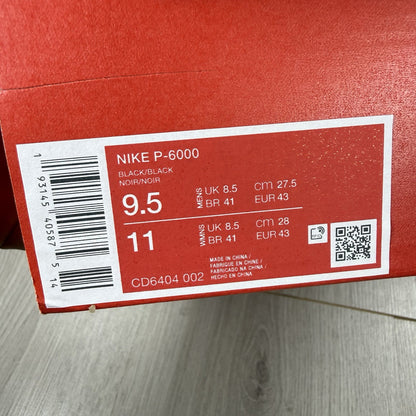 NIKE P-6000
BLACK/BLACK
NOIR/NOIR
9.5 MENS UK 8.5 CM 27.5
BR 41 EUR 43
11 WMNS UK 8.5 CM 28
BR 41 EUR 43
MADE IN CHINA /
FABRIQUE EN CHINE /
FABRICADO NA CHINA /
HECHO EN CHINA
CD6404 002
1 93145 40587 5 14